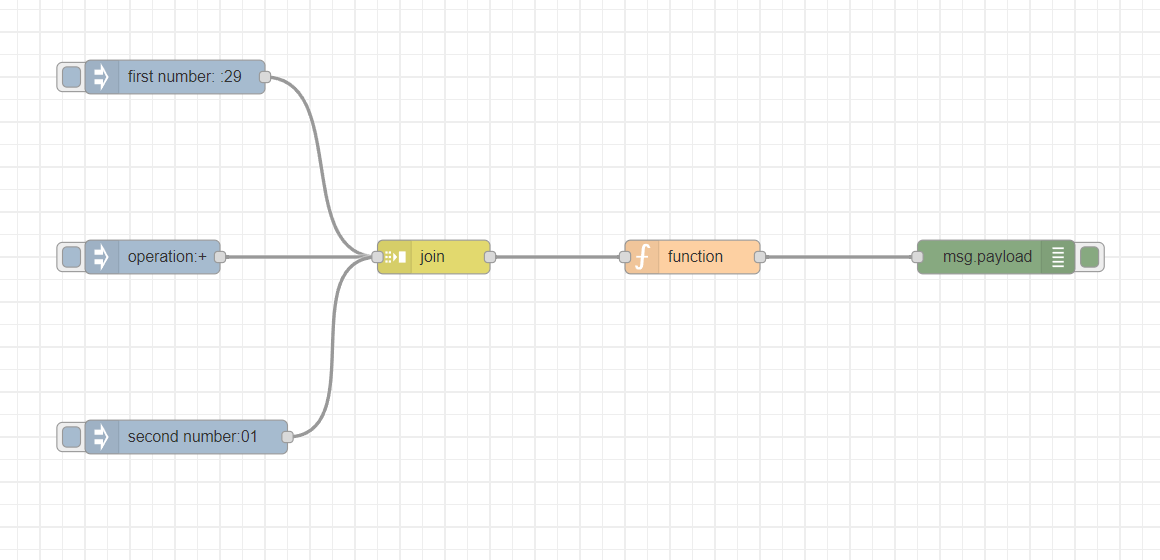 first number: :29
operation:+
join
function
msg.payload
second number:01